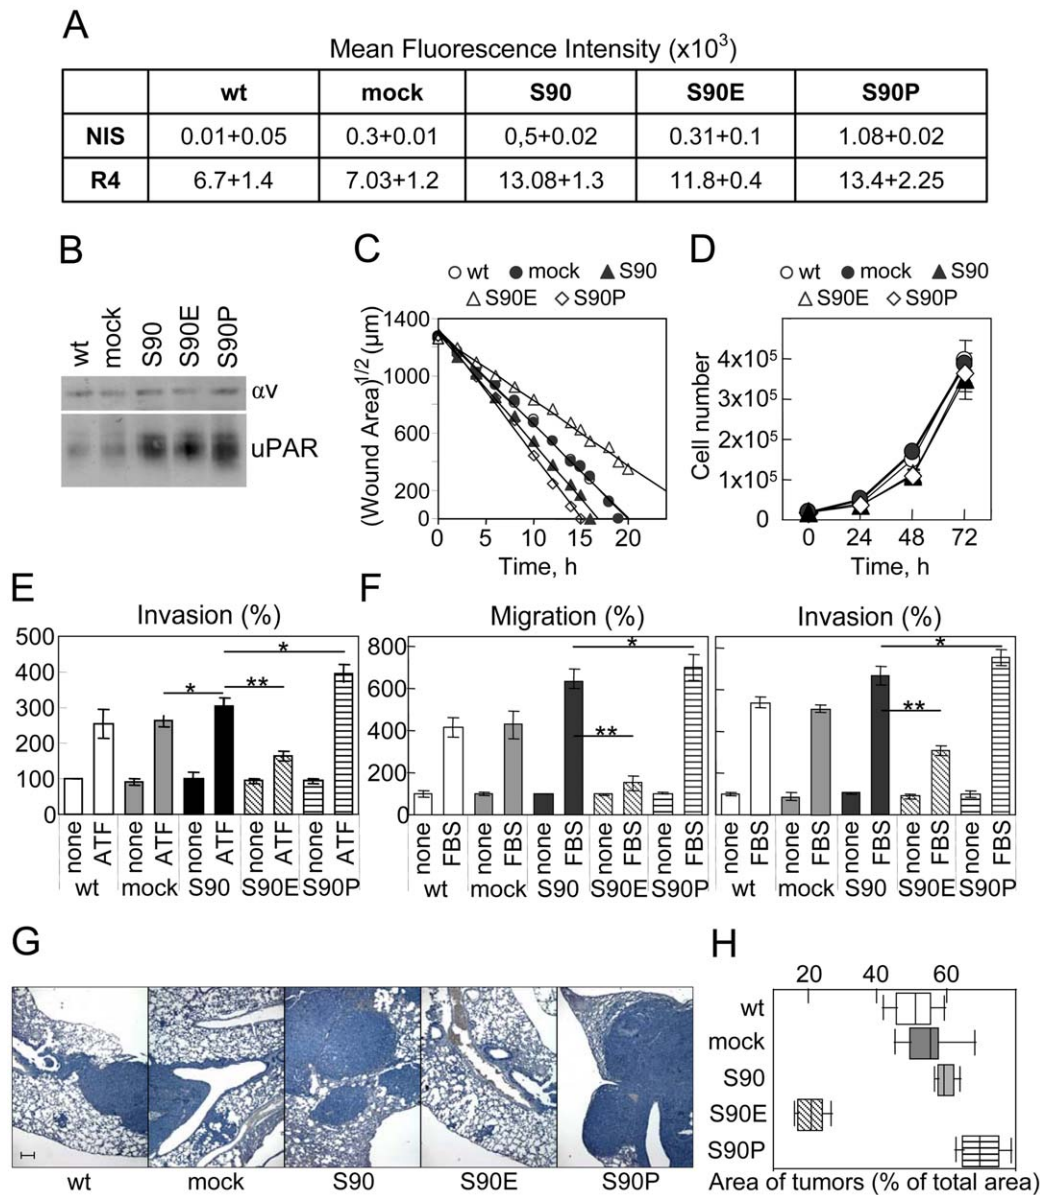 A
Mean Fluorescence Intensity (x10³)
wt mock S90 S90E S90P
NIS 0.01+0.05 0.3+0.01 0,5+0.02 0.31+0.1 1.08+0.02
R4 6.7+1.4 7.03+1.2 13.08+1.3 11.8+0.4 13.4+2.25
B
wt mock S90 S90E S90P
αv
uPAR
C
wt mock S90
S90E S90P
(Wound Area)^1/2 (μm)
1400
1000
600
200
0
0 5 10 15 20
Time, h
D
wt mock S90
S90E S90P
Cell number
4x10⁵
3x10⁵
2x10⁵
1x10⁵
0
0 24 48 72
Time, h
E
Invasion (%)
500
400
300
200
100
0
* ** *
none ATF none ATF none ATF none ATF none ATF
wt mock S90 S90E S90P
F
Migration (%) Invasion (%)
800
600
400
200
0
* **
* **
none FBS none FBS none FBS none FBS none FBS
wt mock S90 S90E S90P
none FBS none FBS none FBS none FBS none FBS
wt mock S90 S90E S90P
G
wt mock S90 S90E S90P
H
20 40 60
wt
mock
S90
S90E
S90P
Area of tumors (% of total area)